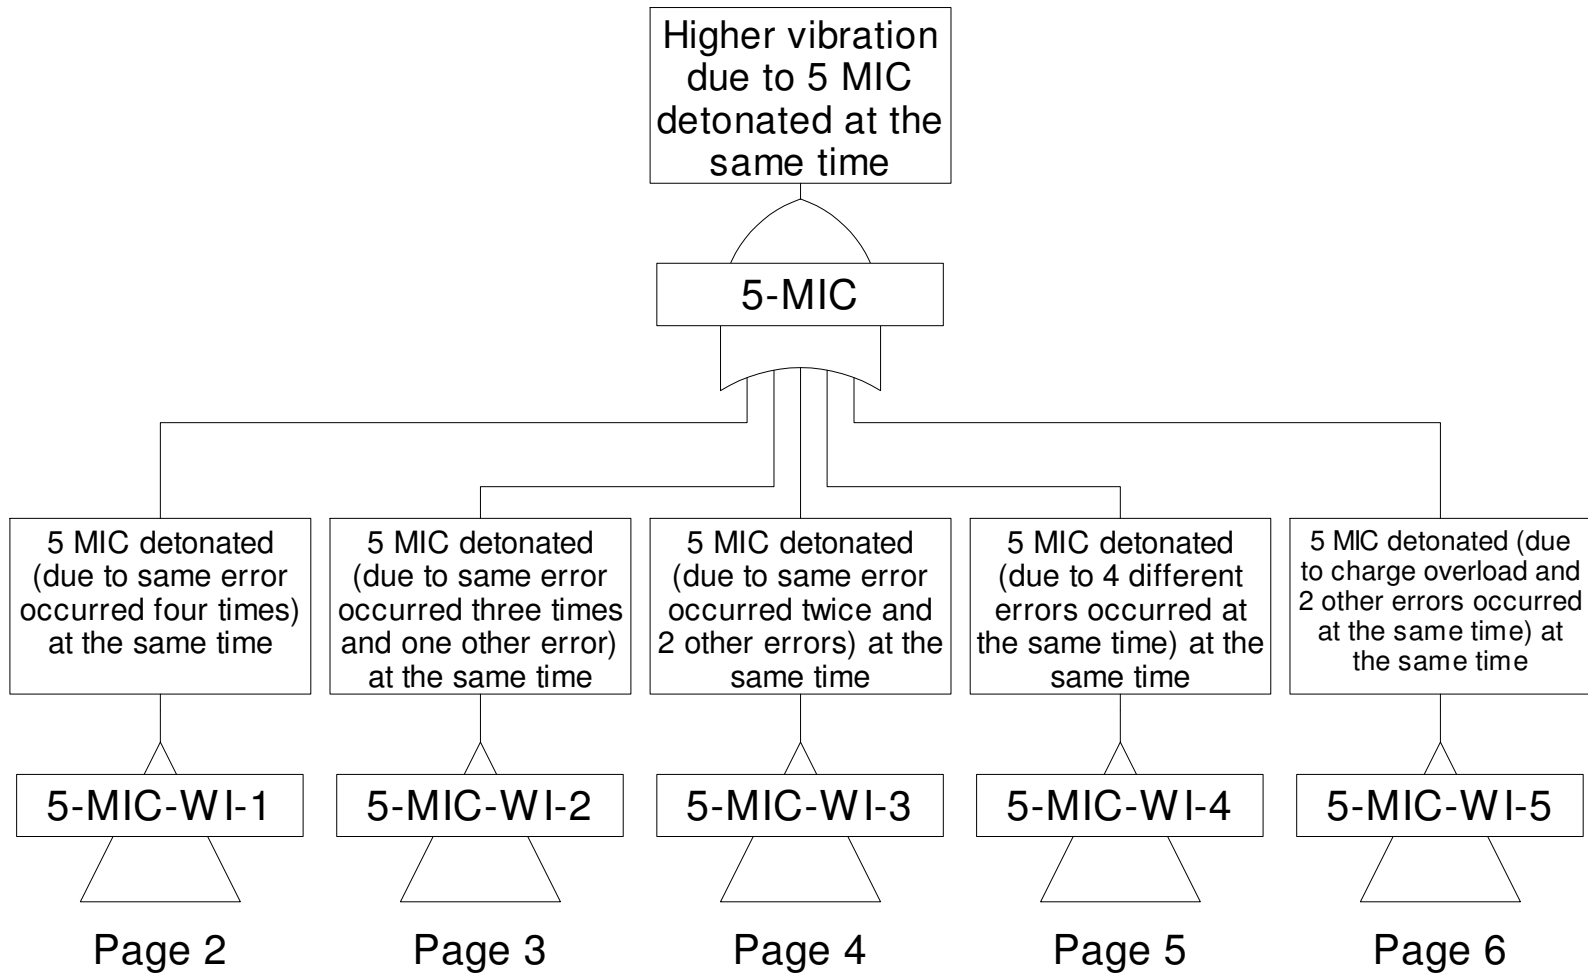 Higher vibration
due to 5 MIC
detonated at the
same time
5-MIC
5 MIC detonated
(due to same error
occurred four times)
at the same time
5 MIC detonated
(due to same error
occurred three times
and one other error)
at the same time
5 MIC detonated
(due to same error
occurred twice and
2 other errors) at the
same time
5 MIC detonated
(due to 4 different
errors occurred at
the same time) at the
same time
5 MIC detonated (due
to charge overload and
2 other errors occurred
at the same time) at
the same time
5-MIC-WI-1
5-MIC-WI-2
5-MIC-WI-3
5-MIC-WI-4
5-MIC-WI-5
Page 2
Page 3
Page 4
Page 5
Page 6